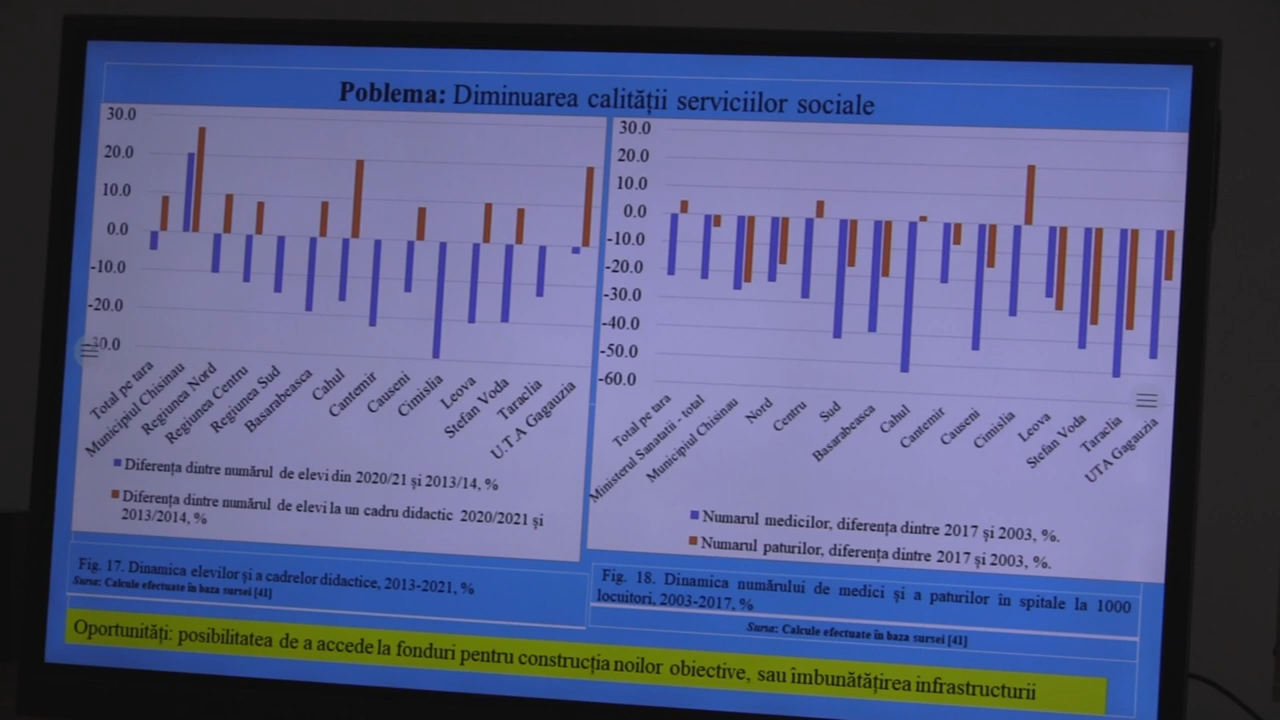 Poblema: Diminuarea calității serviciilor sociale
30.0
20.0
10.0
0.0
-10.0
-20.0
-30.0
Total pe tara
Municipiul Chisinau
Regiunea Nord
Regiunea Centru
Regiunea Sud
Basarabeasca
Cahul
Cantemir
Causeni
Cimislia
Leova
Stefan Voda
Taraclia
U.T.A Gagauzia
Diferența dintre numărul de elevi din 2020/21 și 2013/14, %
Diferența dintre numărul de elevi la un cadru didactic 2020/2021 și
2013/2014, %
Fig. 17. Dinamica elevilor și a cadrelor didactice, 2013-2021, %
Sursa: Calcule efectuate în baza sursei [41]
30.0
20.0
10.0
0.0
-10.0
-20.0
-30.0
-40.0
-50.0
-60.0
Total pe tara
Ministerul Sanatatii - total
Municipiul Chisinau
Nord
Centru
Sud
Basarabeasca
Cahul
Cantemir
Causeni
Cimislia
Leova
Stefan Voda
Taraclia
UTA Gagauzia
Numarul medicilor, diferența dintre 2017 și 2003, %.
Numarul paturilor, diferența dintre 2017 și 2003, %.
Fig. 18. Dinamica numărului de medici și a paturilor în spitale la 1000
locuitori, 2003-2017, %
Sursa: Calcule efectuate în baza sursei [41]
Oportunități: posibilitatea de a accede la fonduri pentru construcția noilor obiective, sau îmbunătățirea infrastructurii